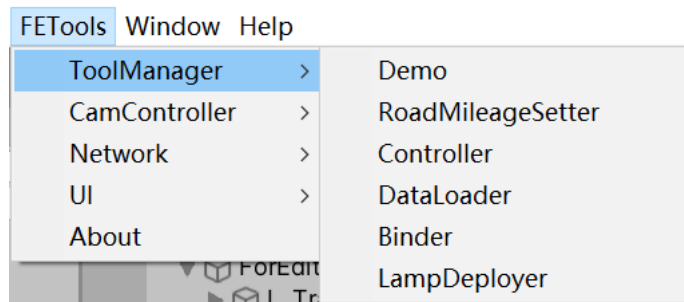 FETools Window Help
ToolManager
CamController
Network
UI
About
Demo
RoadMileageSetter
Controller
DataLoader
Binder
LampDeployer